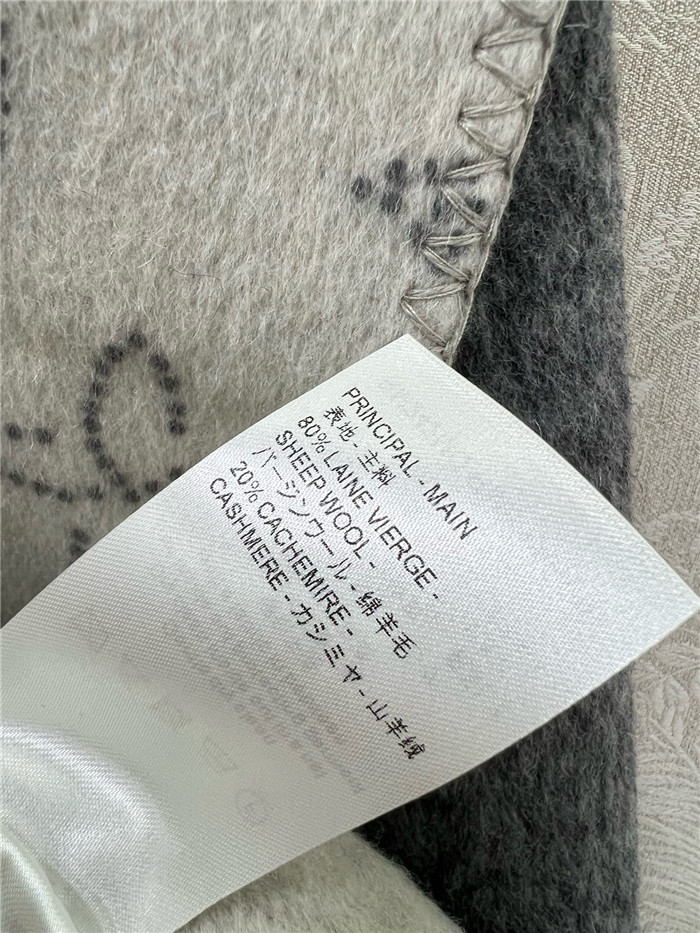 PRINCIPAL - MAIN
表地 - 主料
80% LAINE VIERGE -
SHEEP WOOL -
バージンウール - 绵羊毛
20% CACHEMIRE -
CASHMERE - カシミヤ - 山羊绒